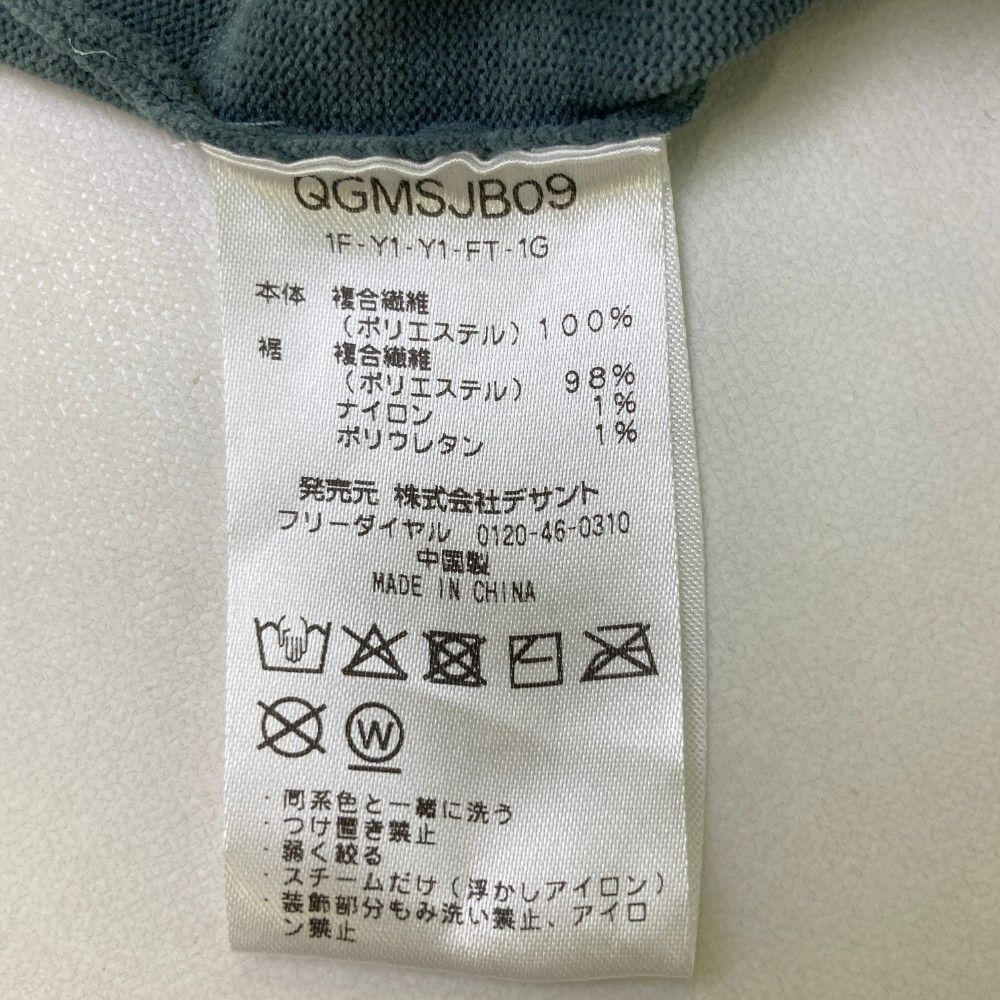 QGMSJB09
1F-Y1-Y1-FT-1G
本体 複合繊維
(ポリエステル) 100%
裾 複合繊維
(ポリエステル) 98%
ナイロン 1%
ポリウレタン 1%
発売元 株式会社デサント
フリーダイヤル 0120-46-0310
中国製
MADE IN CHINA
W
・同系色と一緒に洗う
・つけ置き禁止
・弱く絞る
・スチームだけ(浮かしアイロン)
・装飾部分もみ洗い禁止、アイロ
ン禁止